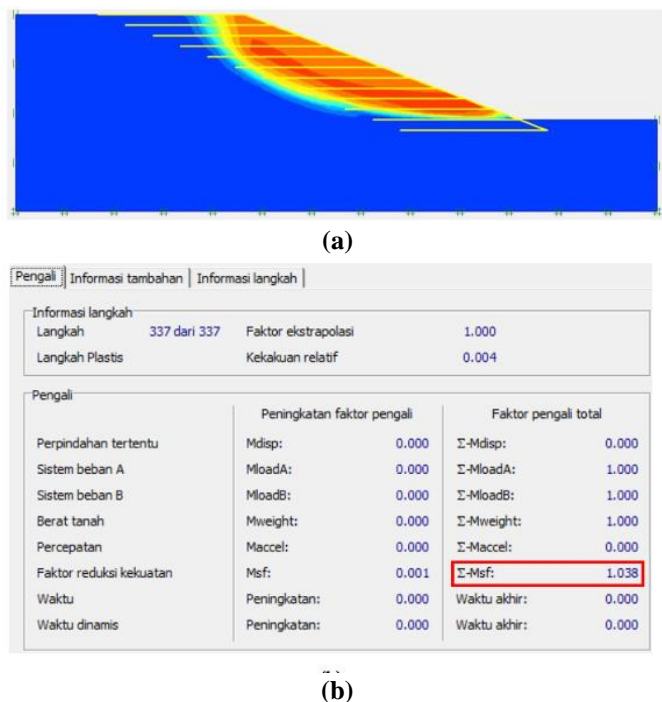 (a)
Pengali Informasi tambahan Informasi langkah
Informasi langkah
Langkah 337 dari 337 Faktor ekstrapolasi 1.000
Langkah Plastis Kekakuan relatif 0.004
Pengali
Peningkatan faktor pengali Faktor pengali total
Perpindahan tertentu Mdisp: 0.000 Σ-Mdisp: 0.000
Sistem beban A MloadA: 0.000 Σ-MloadA: 1.000
Sistem beban B MloadB: 0.000 Σ-MloadB: 1.000
Berat tanah Mweight: 0.000 Σ-Mweight: 1.000
Percepatan Maccel: 0.000 Σ-Maccel: 0.000
Faktor reduksi kekuatan Msf: 0.001 Σ-Msf: 1.038
Waktu Peningkatan: 0.000 Waktu akhir: 0.000
Waktu dinamis Peningkatan: 0.000 Waktu akhir: 0.000
(b)